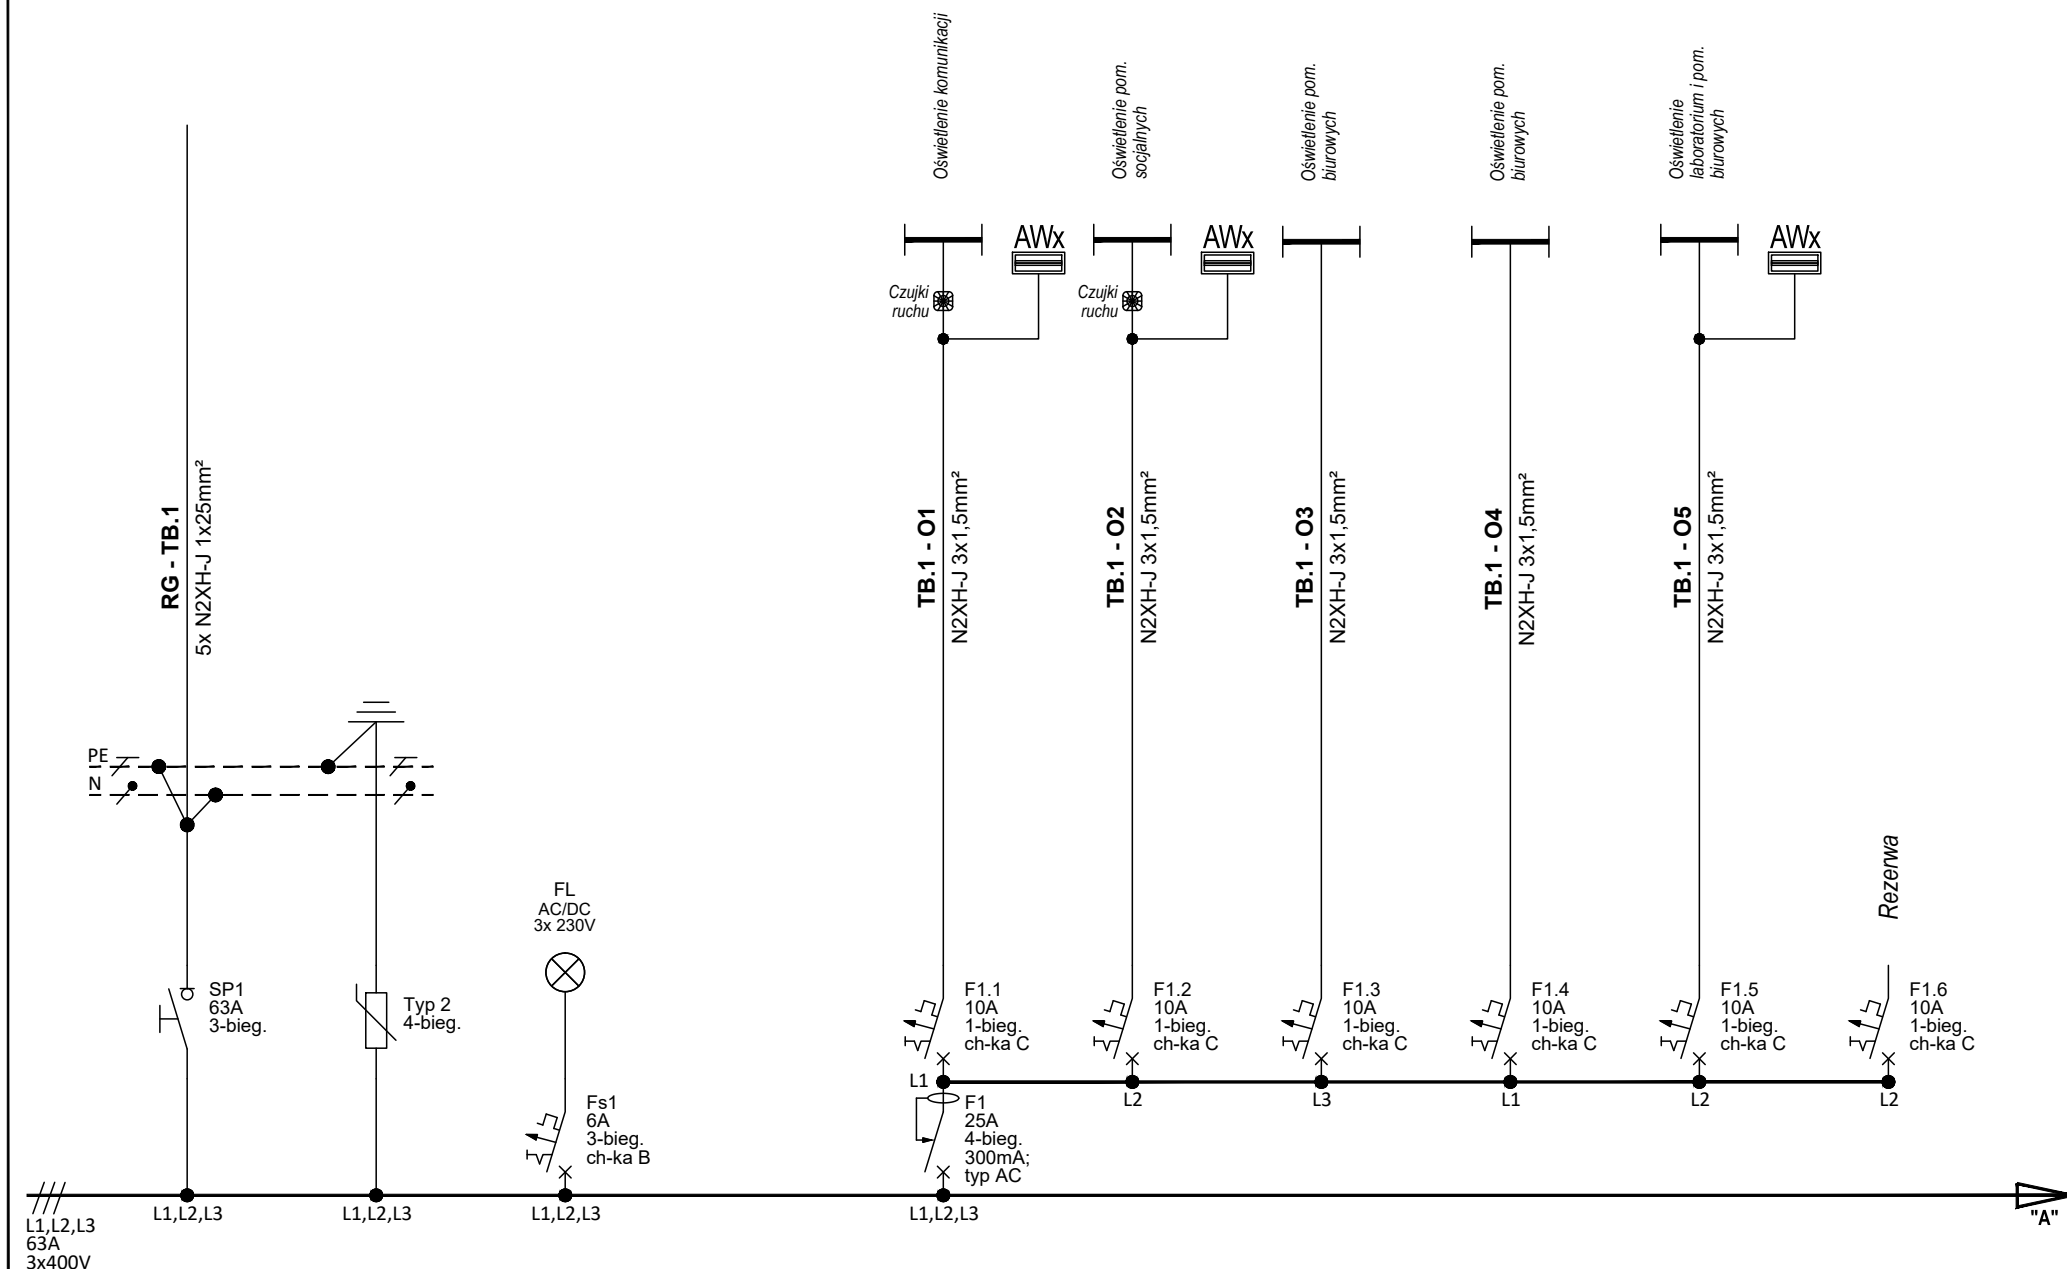 Oświetlenie komunikacji
Oświetlenie pom.
socjalnych
Oświetlenie pom.
biurowych
Oświetlenie pom.
biurowych
Oświetlenie
laboratorium i pom.
biurowych
AWx
AWx
AWx
Czujki
ruchu
Czujki
ruchu
RG - TB.1
5x N2XH-J 1x25mm²
TB.1 - O1
N2XH-J 3x1,5mm²
TB.1 - O2
N2XH-J 3x1,5mm²
TB.1 - O3
N2XH-J 3x1,5mm²
TB.1 - O4
N2XH-J 3x1,5mm²
TB.1 - O5
N2XH-J 3x1,5mm²
PE
N
Rezerwa
FL
AC/DC
3x 230V
SP1
63A
3-bieg.
Typ 2
4-bieg.
F1.1
10A
1-bieg.
ch-ka C
F1.2
10A
1-bieg.
ch-ka C
F1.3
10A
1-bieg.
ch-ka C
F1.4
10A
1-bieg.
ch-ka C
F1.5
10A
1-bieg.
ch-ka C
F1.6
10A
1-bieg.
ch-ka C
L1
L2
L3
L1
L2
L2
Fs1
6A
3-bieg.
ch-ka B
F1
25A
4-bieg.
300mA;
typ AC
L1,L2,L3
63A
3x400V
L1,L2,L3
L1,L2,L3
L1,L2,L3
L1,L2,L3
"A"